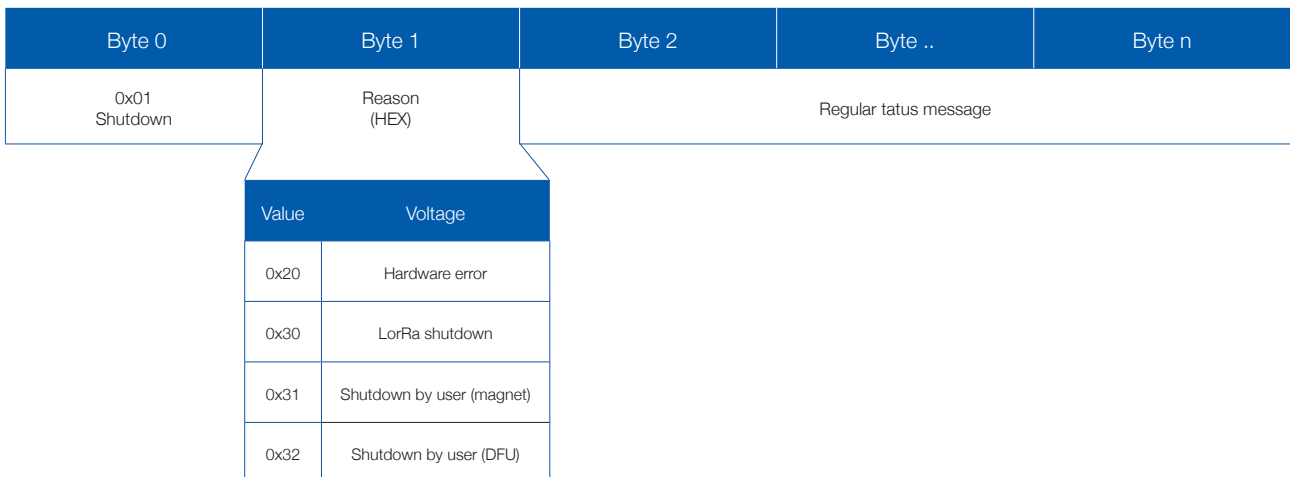 Byte 0 Byte 1 Byte 2 Byte .. Byte n
0x01
Shutdown
Reason
(HEX)
Regular tatus message
Value Voltage
0x20 Hardware error
0x30 LorRa shutdown
0x31 Shutdown by user (magnet)
0x32 Shutdown by user (DFU)